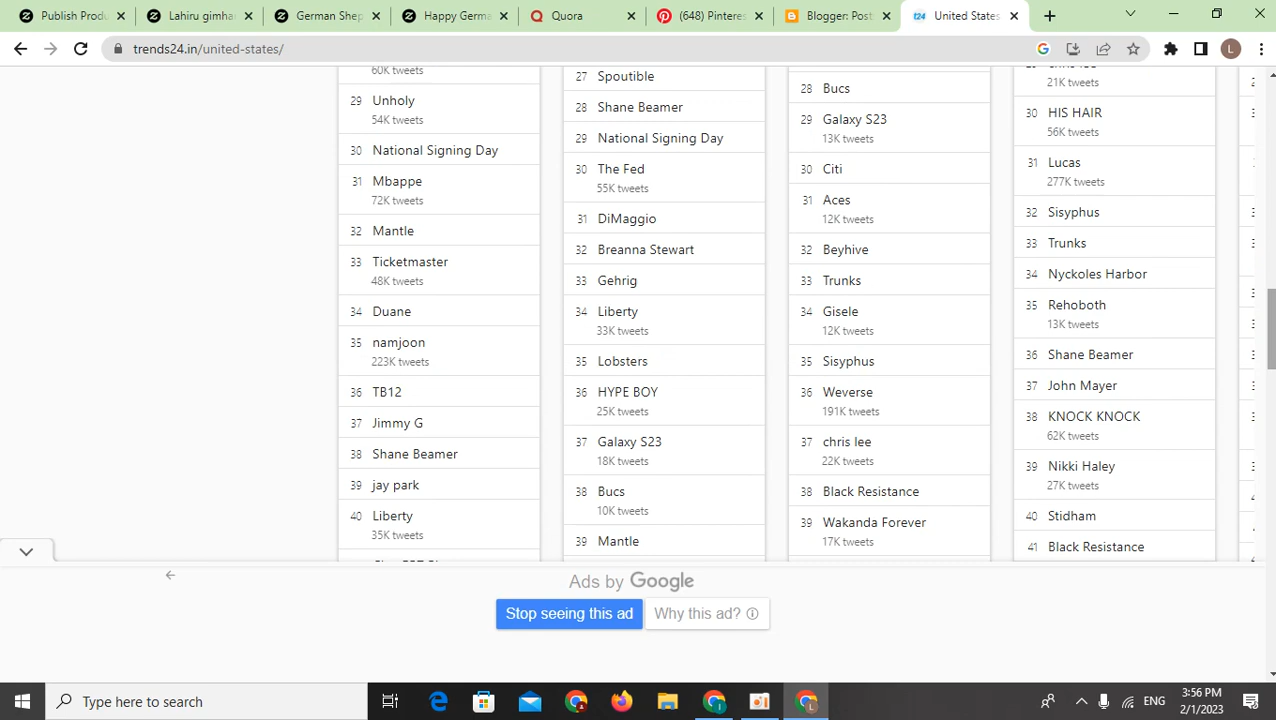 Publish Produ
Lahiru gimha
German Shep
Happy Germa
Quora
(648) Pinteres
Blogger: Post
United States
trends24.in/united-states/
60K tweets
29 Unholy
54K tweets
30 National Signing Day
31 Mbappe
72K tweets
32 Mantle
33 Ticketmaster
48K tweets
34 Duane
35 namjoon
223K tweets
36 TB12
37 Jimmy G
38 Shane Beamer
39 jay park
40 Liberty
35K tweets
27 Spoutible
28 Shane Beamer
29 National Signing Day
30 The Fed
55K tweets
31 DiMaggio
32 Breanna Stewart
33 Gehrig
34 Liberty
33K tweets
35 Lobsters
36 HYPE BOY
25K tweets
37 Galaxy S23
18K tweets
38 Bucs
10K tweets
39 Mantle
28 Bucs
29 Galaxy S23
13K tweets
30 Citi
31 Aces
12K tweets
32 Beyhive
33 Trunks
34 Gisele
12K tweets
35 Sisyphus
36 Weverse
191K tweets
37 chris lee
22K tweets
38 Black Resistance
39 Wakanda Forever
17K tweets
21K tweets
30 HIS HAIR
56K tweets
31 Lucas
277K tweets
32 Sisyphus
33 Trunks
34 Nyckoles Harbor
35 Rehoboth
13K tweets
36 Shane Beamer
37 John Mayer
38 KNOCK KNOCK
62K tweets
39 Nikki Haley
27K tweets
40 Stidham
41 Black Resistance
Ads by Google
Stop seeing this ad
Why this ad?
Type here to search
ENG
3:56 PM
2/1/2023